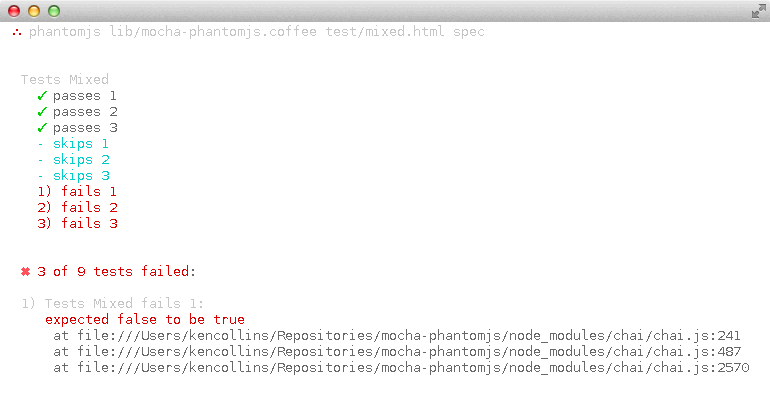 ∴ phantomjs lib/mocha-phantomjs.coffee test/mixed.html spec
Tests Mixed
✓ passes 1
✓ passes 2
✓ passes 3
- skips 1
- skips 2
- skips 3
1) fails 1
2) fails 2
3) fails 3
✖ 3 of 9 tests failed:
1) Tests Mixed fails 1:
expected false to be true
at file:///Users/kencollins/Repositories/mocha-phantomjs/node_modules/chai/chai.js:241
at file:///Users/kencollins/Repositories/mocha-phantomjs/node_modules/chai/chai.js:487
at file:///Users/kencollins/Repositories/mocha-phantomjs/node_modules/chai/chai.js:2570